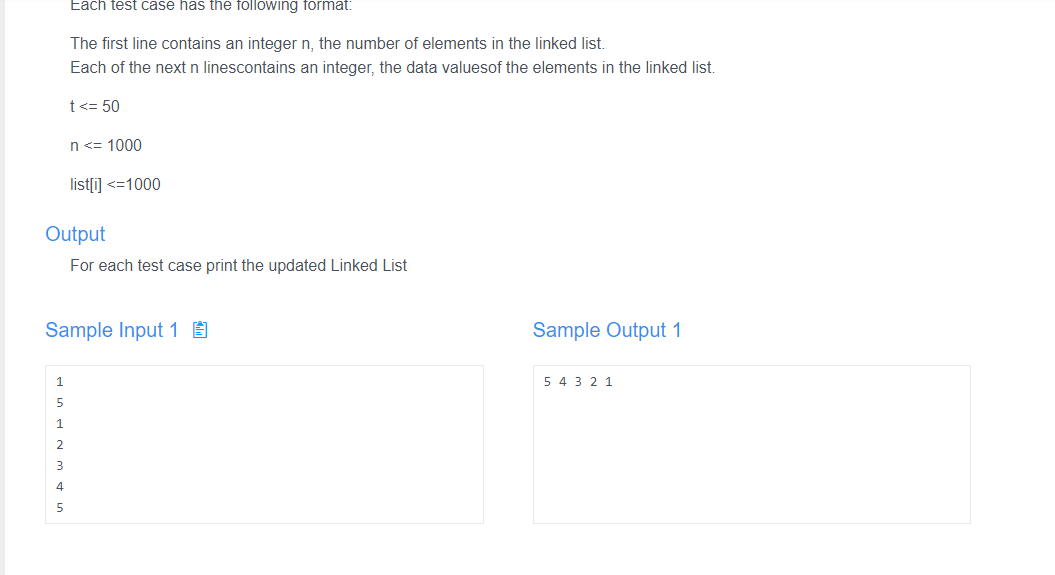 Each test case has the following format:
The first line contains an integer n, the number of elements in the linked list.
Each of the next n linescontains an integer, the data valuesof the elements in the linked list.
t <= 50
n <= 1000
list[i] <=1000
Output
For each test case print the updated Linked List
Sample Input 1
1
5
1
2
3
4
5
Sample Output 1
5 4 3 2 1